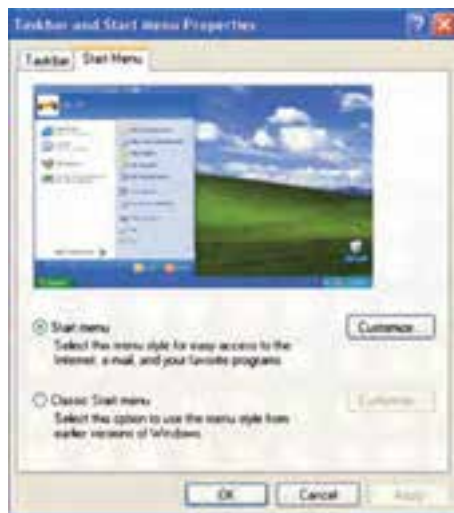 Taskbar and Start menu Properties
Taskbar
Start Menu
Start menu
Customize...
Select this menu style for easy access to the
Internet, e-mail, and your favorite programs.
Classic Start menu
Customize...
Select this option to use the menu style from
earlier versions of Windows.
OK
Cancel
Apply